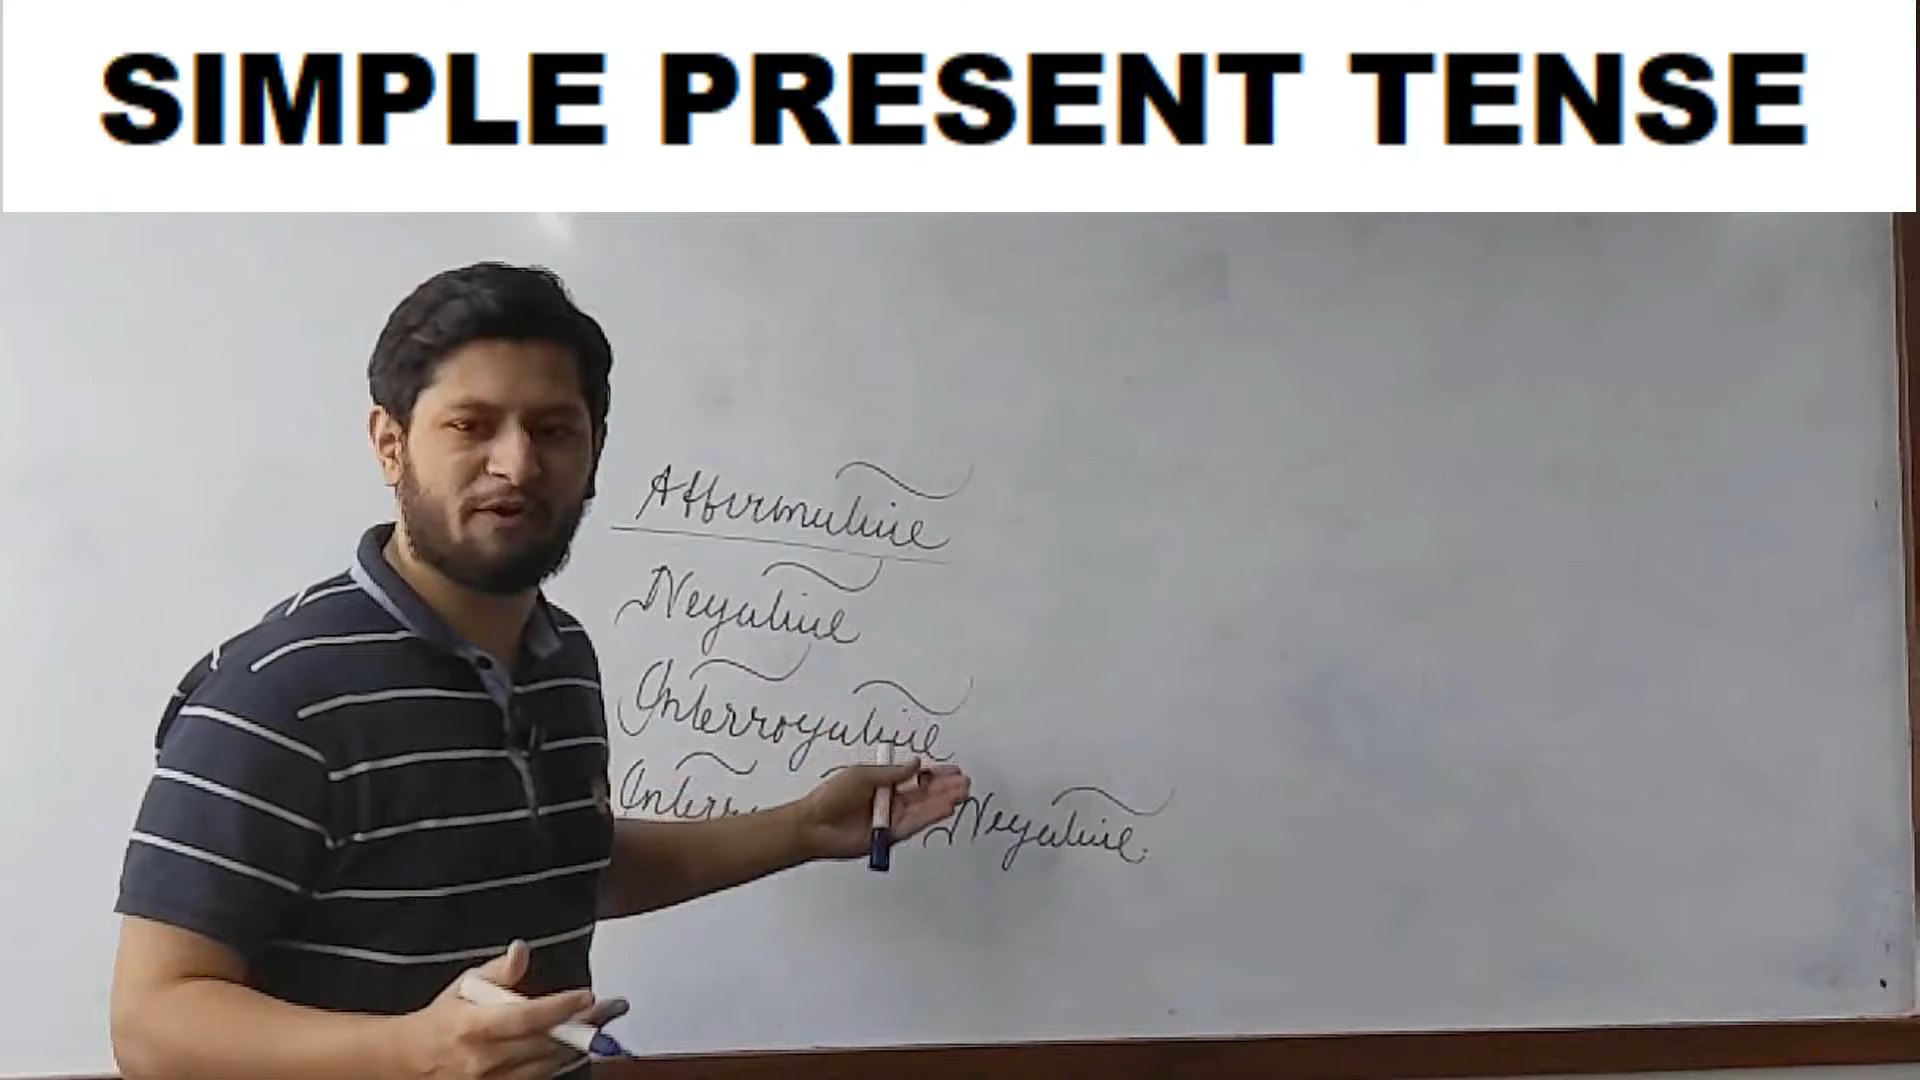 SIMPLE PRESENT TENSE
Affirmative
Negative
Interrogative
Negative.